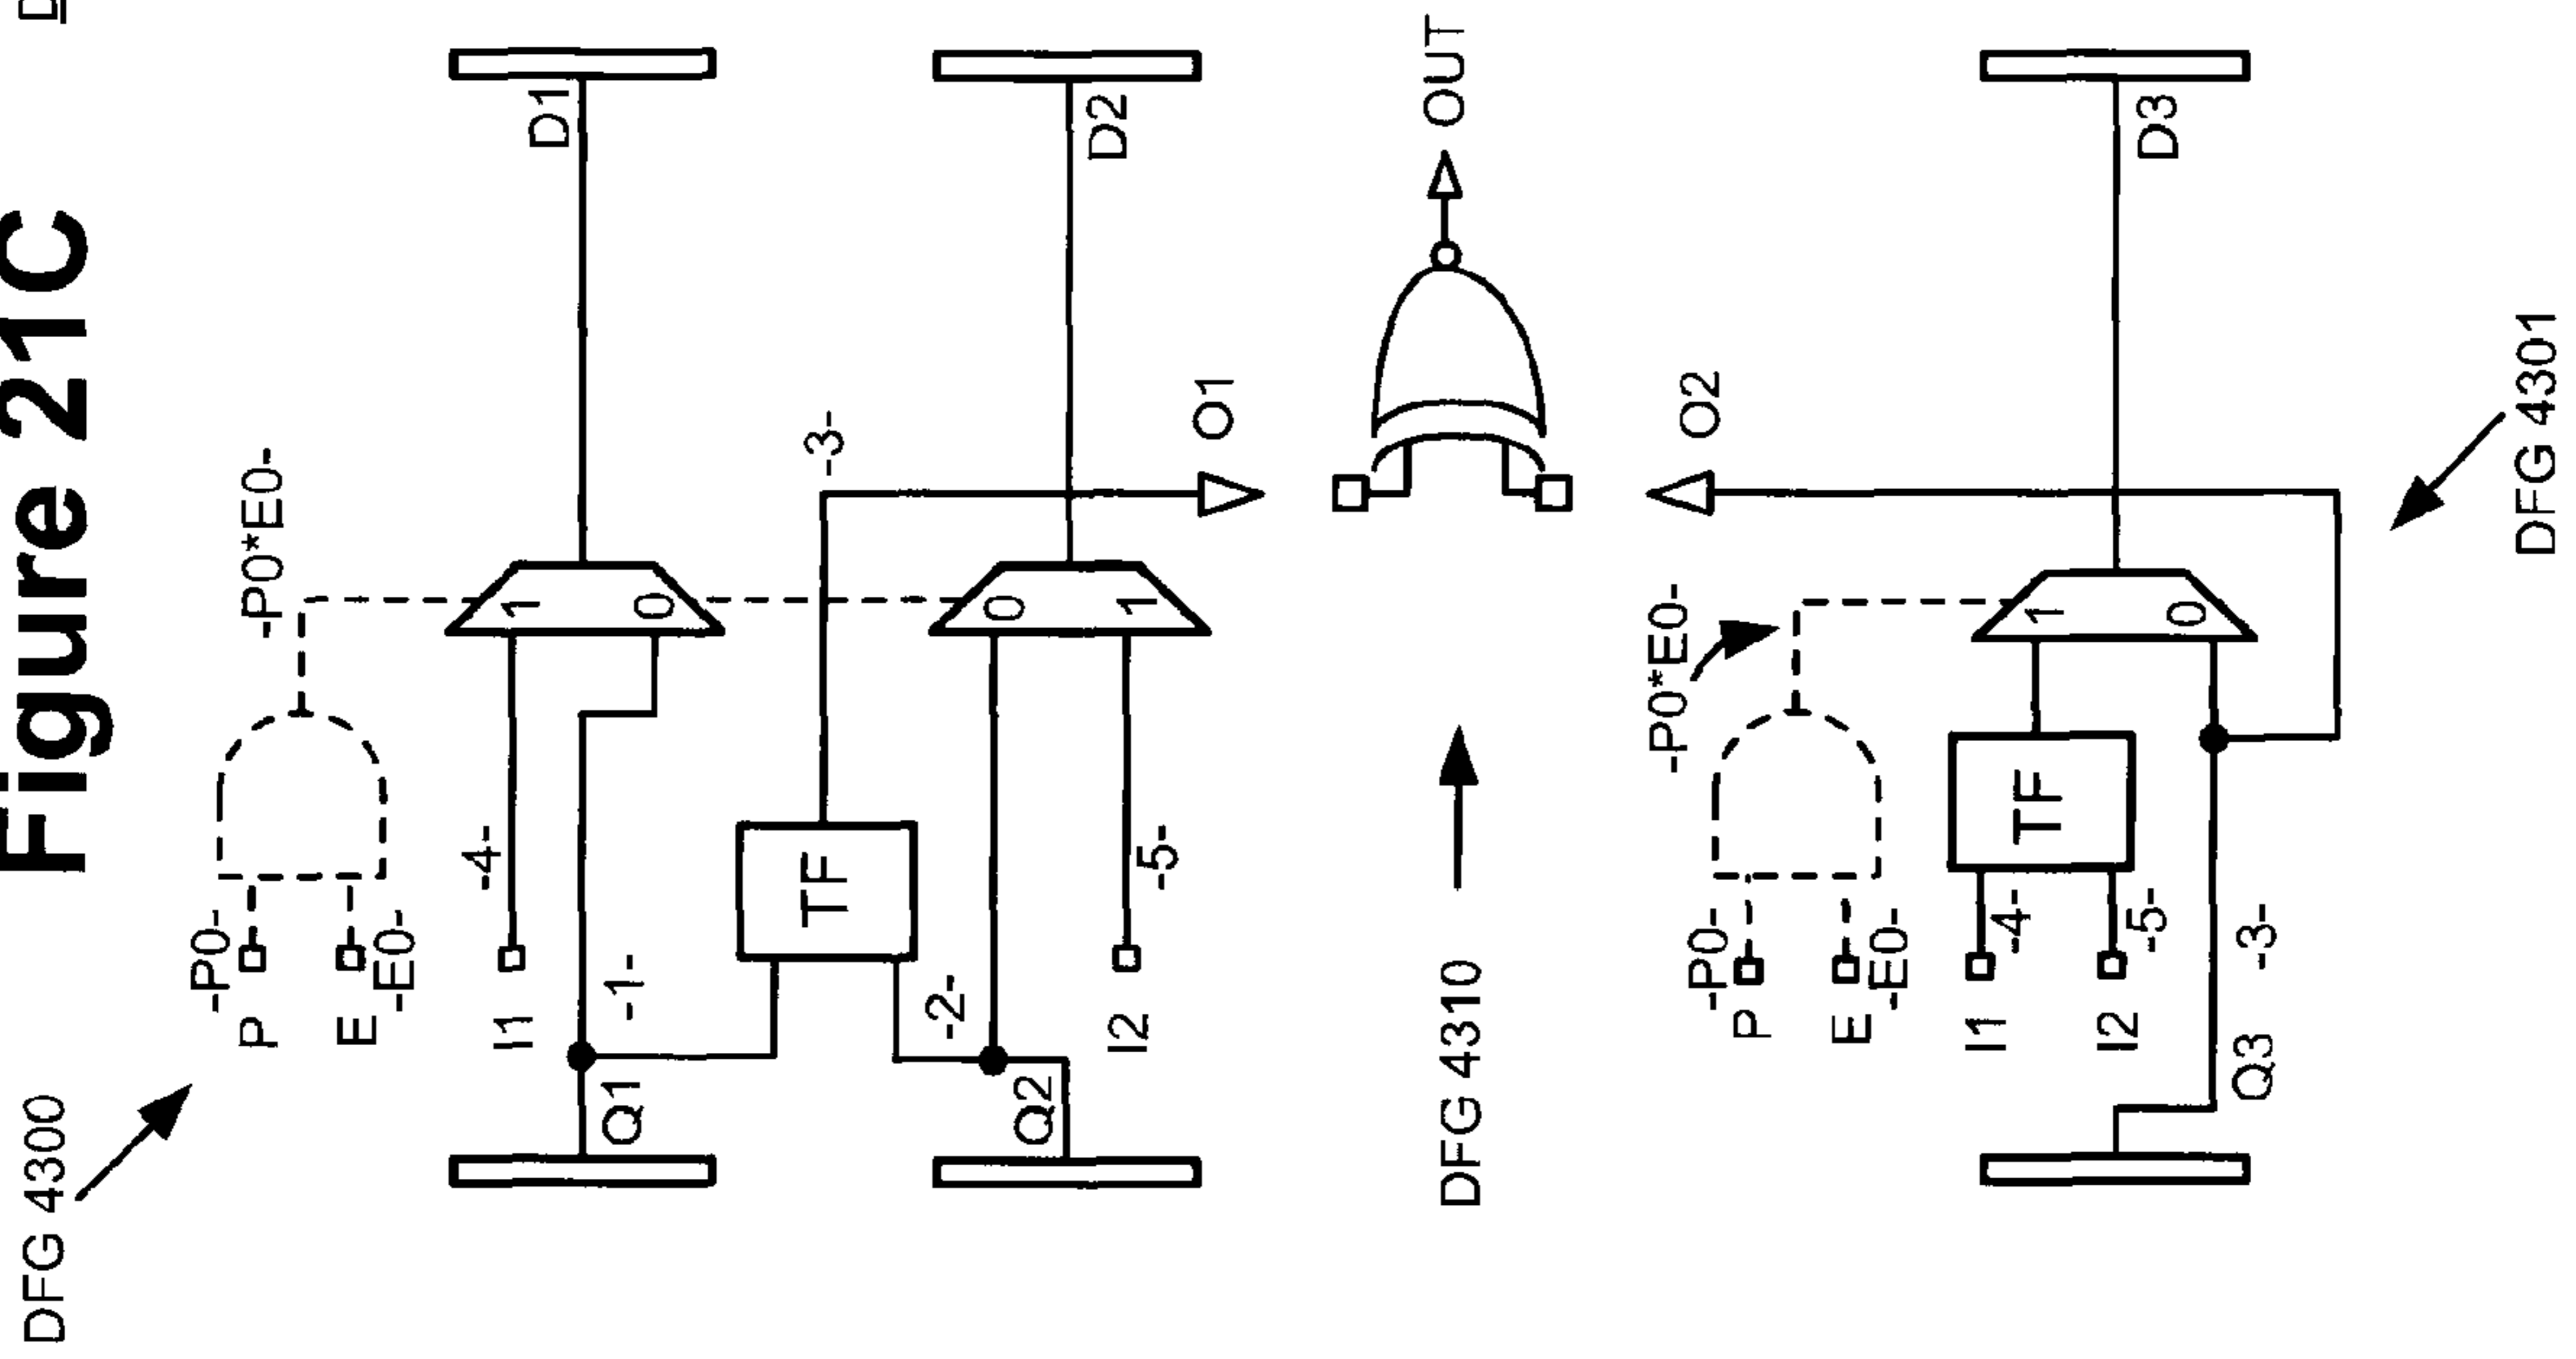 Figure 21C
D
DFG 4300
-P0-
P
E
-E0-
-P0*E0-
I1
-4-
1
0
D1
Q1
-1-
TF
-3-
-2-
Q2
0
1
D2
I2
-5-
O1
DFG 4310
OUT
O2
-P0-
P
E
-E0-
-P0*E0-
I1
-4-
I2
-5-
TF
1
0
D3
Q3
-3-
DFG 4301